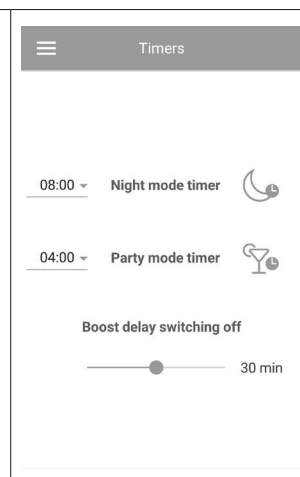 Timers
08:00 Night mode timer
04:00 Party mode timer
Boost delay switching off
30 min